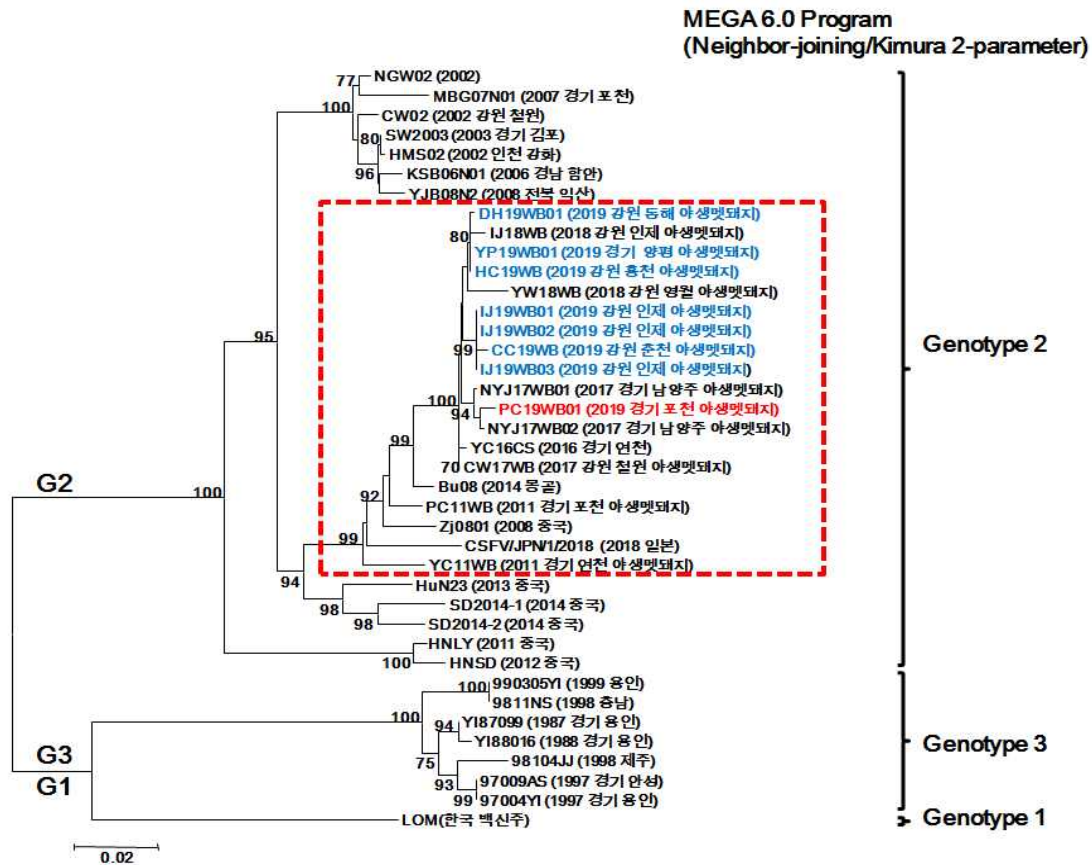 MEGA 6.0 Program
(Neighbor-joining/Kimura 2-parameter)
NGW02 (2002)
77
MBG07N01 (2007 경기 포천)
100
CW02 (2002 강원 철원)
SW2003 (2003 경기 김포)
80
HMS02 (2002 인천 강화)
96
KSB06N01 (2006 경남 함안)
YJB08N2 (2008 전북 익산)
DH19WB01 (2019 강원 동해 야생멧돼지)
80
IJ18WB (2018 강원 인제 야생멧돼지)
YP19WB01 (2019 경기 양평 야생멧돼지)
HC19WB (2019 강원 홍천 야생멧돼지)
YW18WB (2018 강원 영월 야생멧돼지)
IJ19WB01 (2019 강원 인제 야생멧돼지)
IJ19WB02 (2019 강원 인제 야생멧돼지)
95
Genotype 2
99
CC19WB (2019 강원 춘천 야생멧돼지)
IJ19WB03 (2019 강원 인제 야생멧돼지)
NYJ17WB01 (2017 경기 남양주 야생멧돼지)
100
94
PC19WB01 (2019 경기 포천 야생멧돼지)
NYJ17WB02 (2017 경기 남양주 야생멧돼지)
99
YC16CS (2016 경기 연천)
70
CW17WB (2017 강원 철원 야생멧돼지)
G2
100
Bu08 (2014 몽골)
92
PC11WB (2011 경기 포천 야생멧돼지)
Zj0801 (2008 중국)
99
CSFV/JPN/1/2018 (2018 일본)
YC11WB (2011 경기 연천 야생멧돼지)
94
HuN23 (2013 중국)
98
SD2014-1 (2014 중국)
98
SD2014-2 (2014 중국)
HNLY (2011 중국)
100
HNSD (2012 중국)
100
990305YI (1999 용인)
9811NS (1998 충남)
100
94
YI87099 (1987 경기 용인)
YI88016 (1988 경기 용인)
Genotype 3
G3
75
98104JJ (1998 제주)
G1
93
97009AS (1997 경기 안성)
99
97004YI (1997 경기 용인)
LOM(한국 백신주)
Genotype 1
0.02